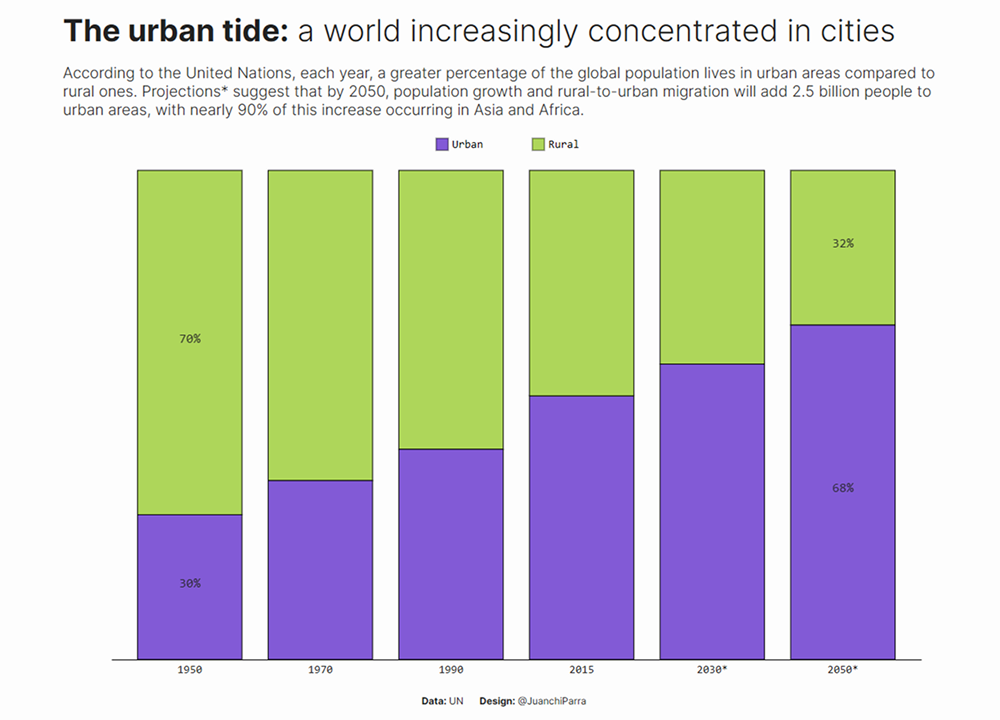 The urban tide: a world increasingly concentrated in cities
According to the United Nations, each year, a greater percentage of the global population lives in urban areas compared to
rural ones. Projections* suggest that by 2050, population growth and rural-to-urban migration will add 2.5 billion people to
urban areas, with nearly 90% of this increase occurring in Asia and Africa.
Urban Rural
32%
70%
68%
30%
1950 1970 1990 2015 2030* 2050*
Data: UN Design: @JuanchiParra